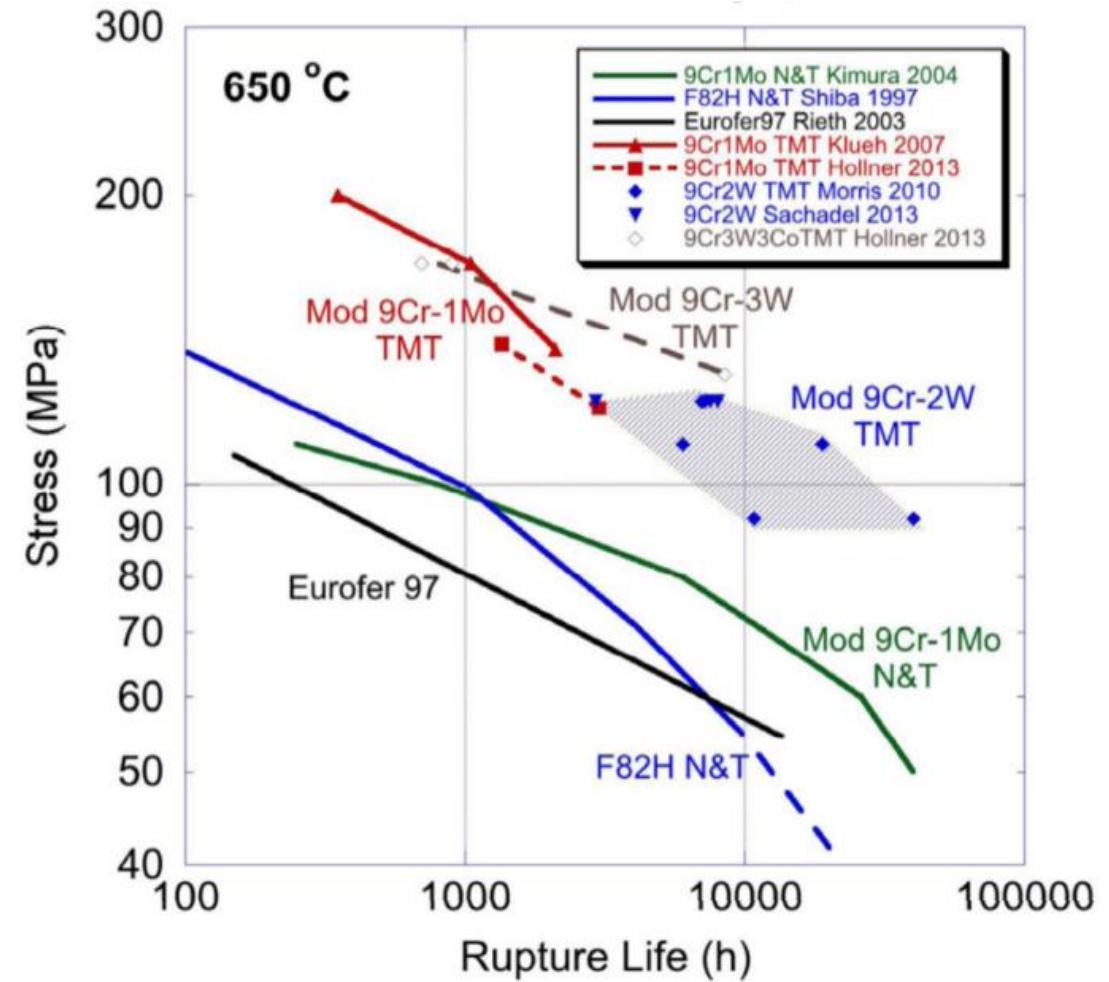 300
650 °C
9Cr1Mo N&T Kimura 2004
F82H N&T Shiba 1997
Eurofer97 Rieth 2003
9Cr1Mo TMT Klueh 2007
9Cr1Mo TMT Hollner 2013
9Cr2W TMT Morris 2010
9Cr2W Sachadel 2013
9Cr3W3CoTMT Hollner 2013
200
Mod 9Cr-1Mo
TMT
Mod 9Cr-3W
TMT
Mod 9Cr-2W
TMT
100
90
80
70
60
50
40
Stress (MPa)
Eurofer 97
Mod 9Cr-1Mo
N&T
F82H N&T
100
1000
10000
100000
Rupture Life (h)